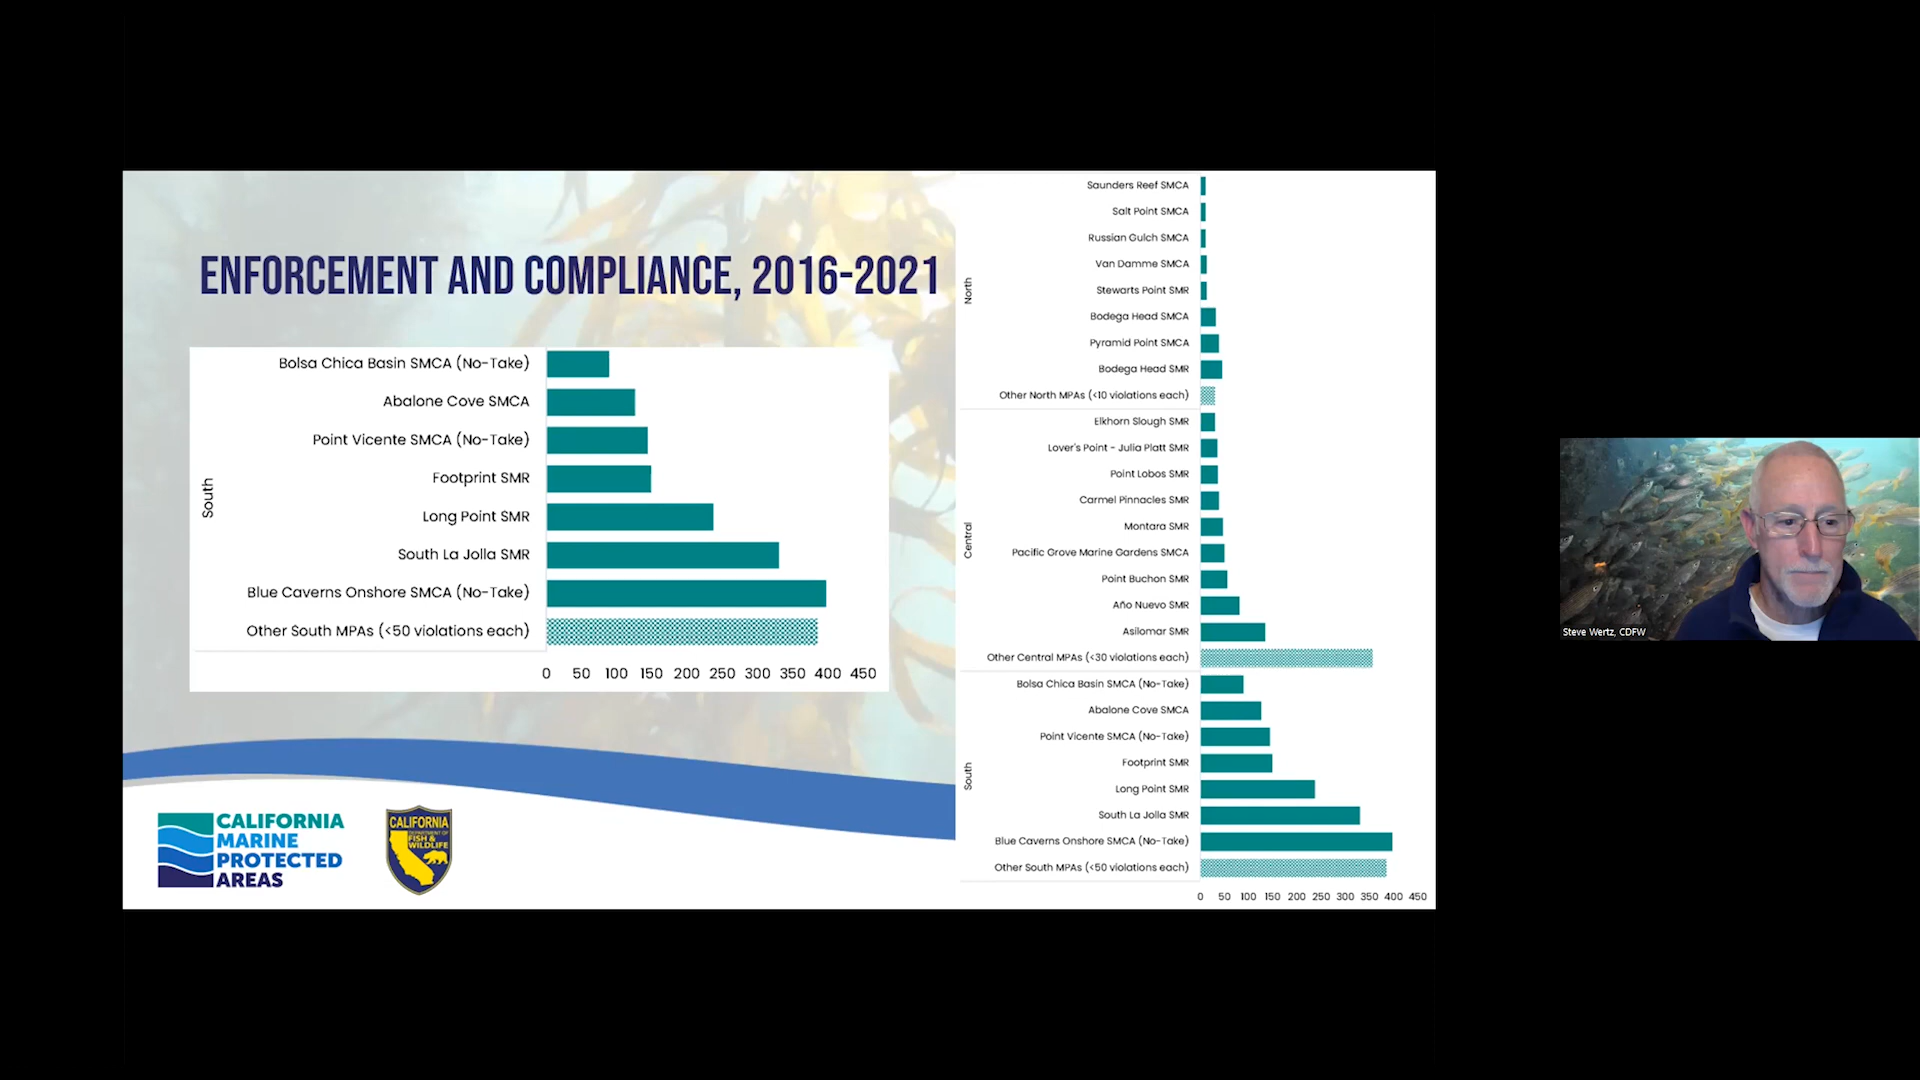 ENFORCEMENT AND COMPLIANCE, 2016-2021
South
Bolsa Chica Basin SMCA (No-Take)
Abalone Cove SMCA
Point Vicente SMCA (No-Take)
Footprint SMR
Long Point SMR
South La Jolla SMR
Blue Caverns Onshore SMCA (No-Take)
Other South MPAs (<50 violations each)
0 50 100 150 200 250 300 350 400 450
CALIFORNIA
MARINE
PROTECTED
AREAS
CALIFORNIA
DEPARTMENT OF
FISH &
WILDLIFE
North
Saunders Reef SMCA
Salt Point SMCA
Russian Gulch SMCA
Van Damme SMCA
Stewarts Point SMR
Bodega Head SMCA
Pyramid Point SMCA
Bodega Head SMR
Other North MPAs (<10 violations each)
Central
Elkhorn Slough SMR
Lover's Point - Julia Platt SMR
Point Lobos SMR
Carmel Pinnacles SMR
Montara SMR
Pacific Grove Marine Gardens SMCA
Point Buchon SMR
Año Nuevo SMR
Asilomar SMR
Other Central MPAs (<30 violations each)
South
Bolsa Chica Basin SMCA (No-Take)
Abalone Cove SMCA
Point Vicente SMCA (No-Take)
Footprint SMR
Long Point SMR
South La Jolla SMR
Blue Caverns Onshore SMCA (No-Take)
Other South MPAs (<50 violations each)
0 50 100 150 200 250 300 350 400 450
Steve Wertz, CDFW